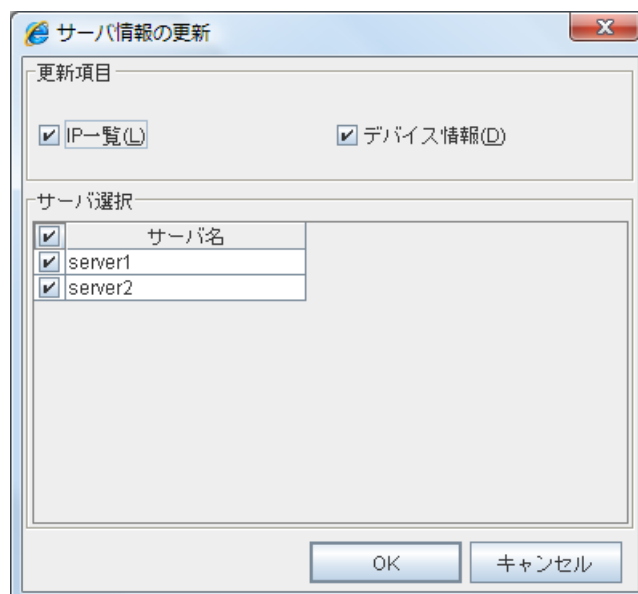 サーバ情報の更新
更新項目
IP一覧(L) デバイス情報(D)
サーバ選択
サーバ名
server1
server2
OK キャンセル